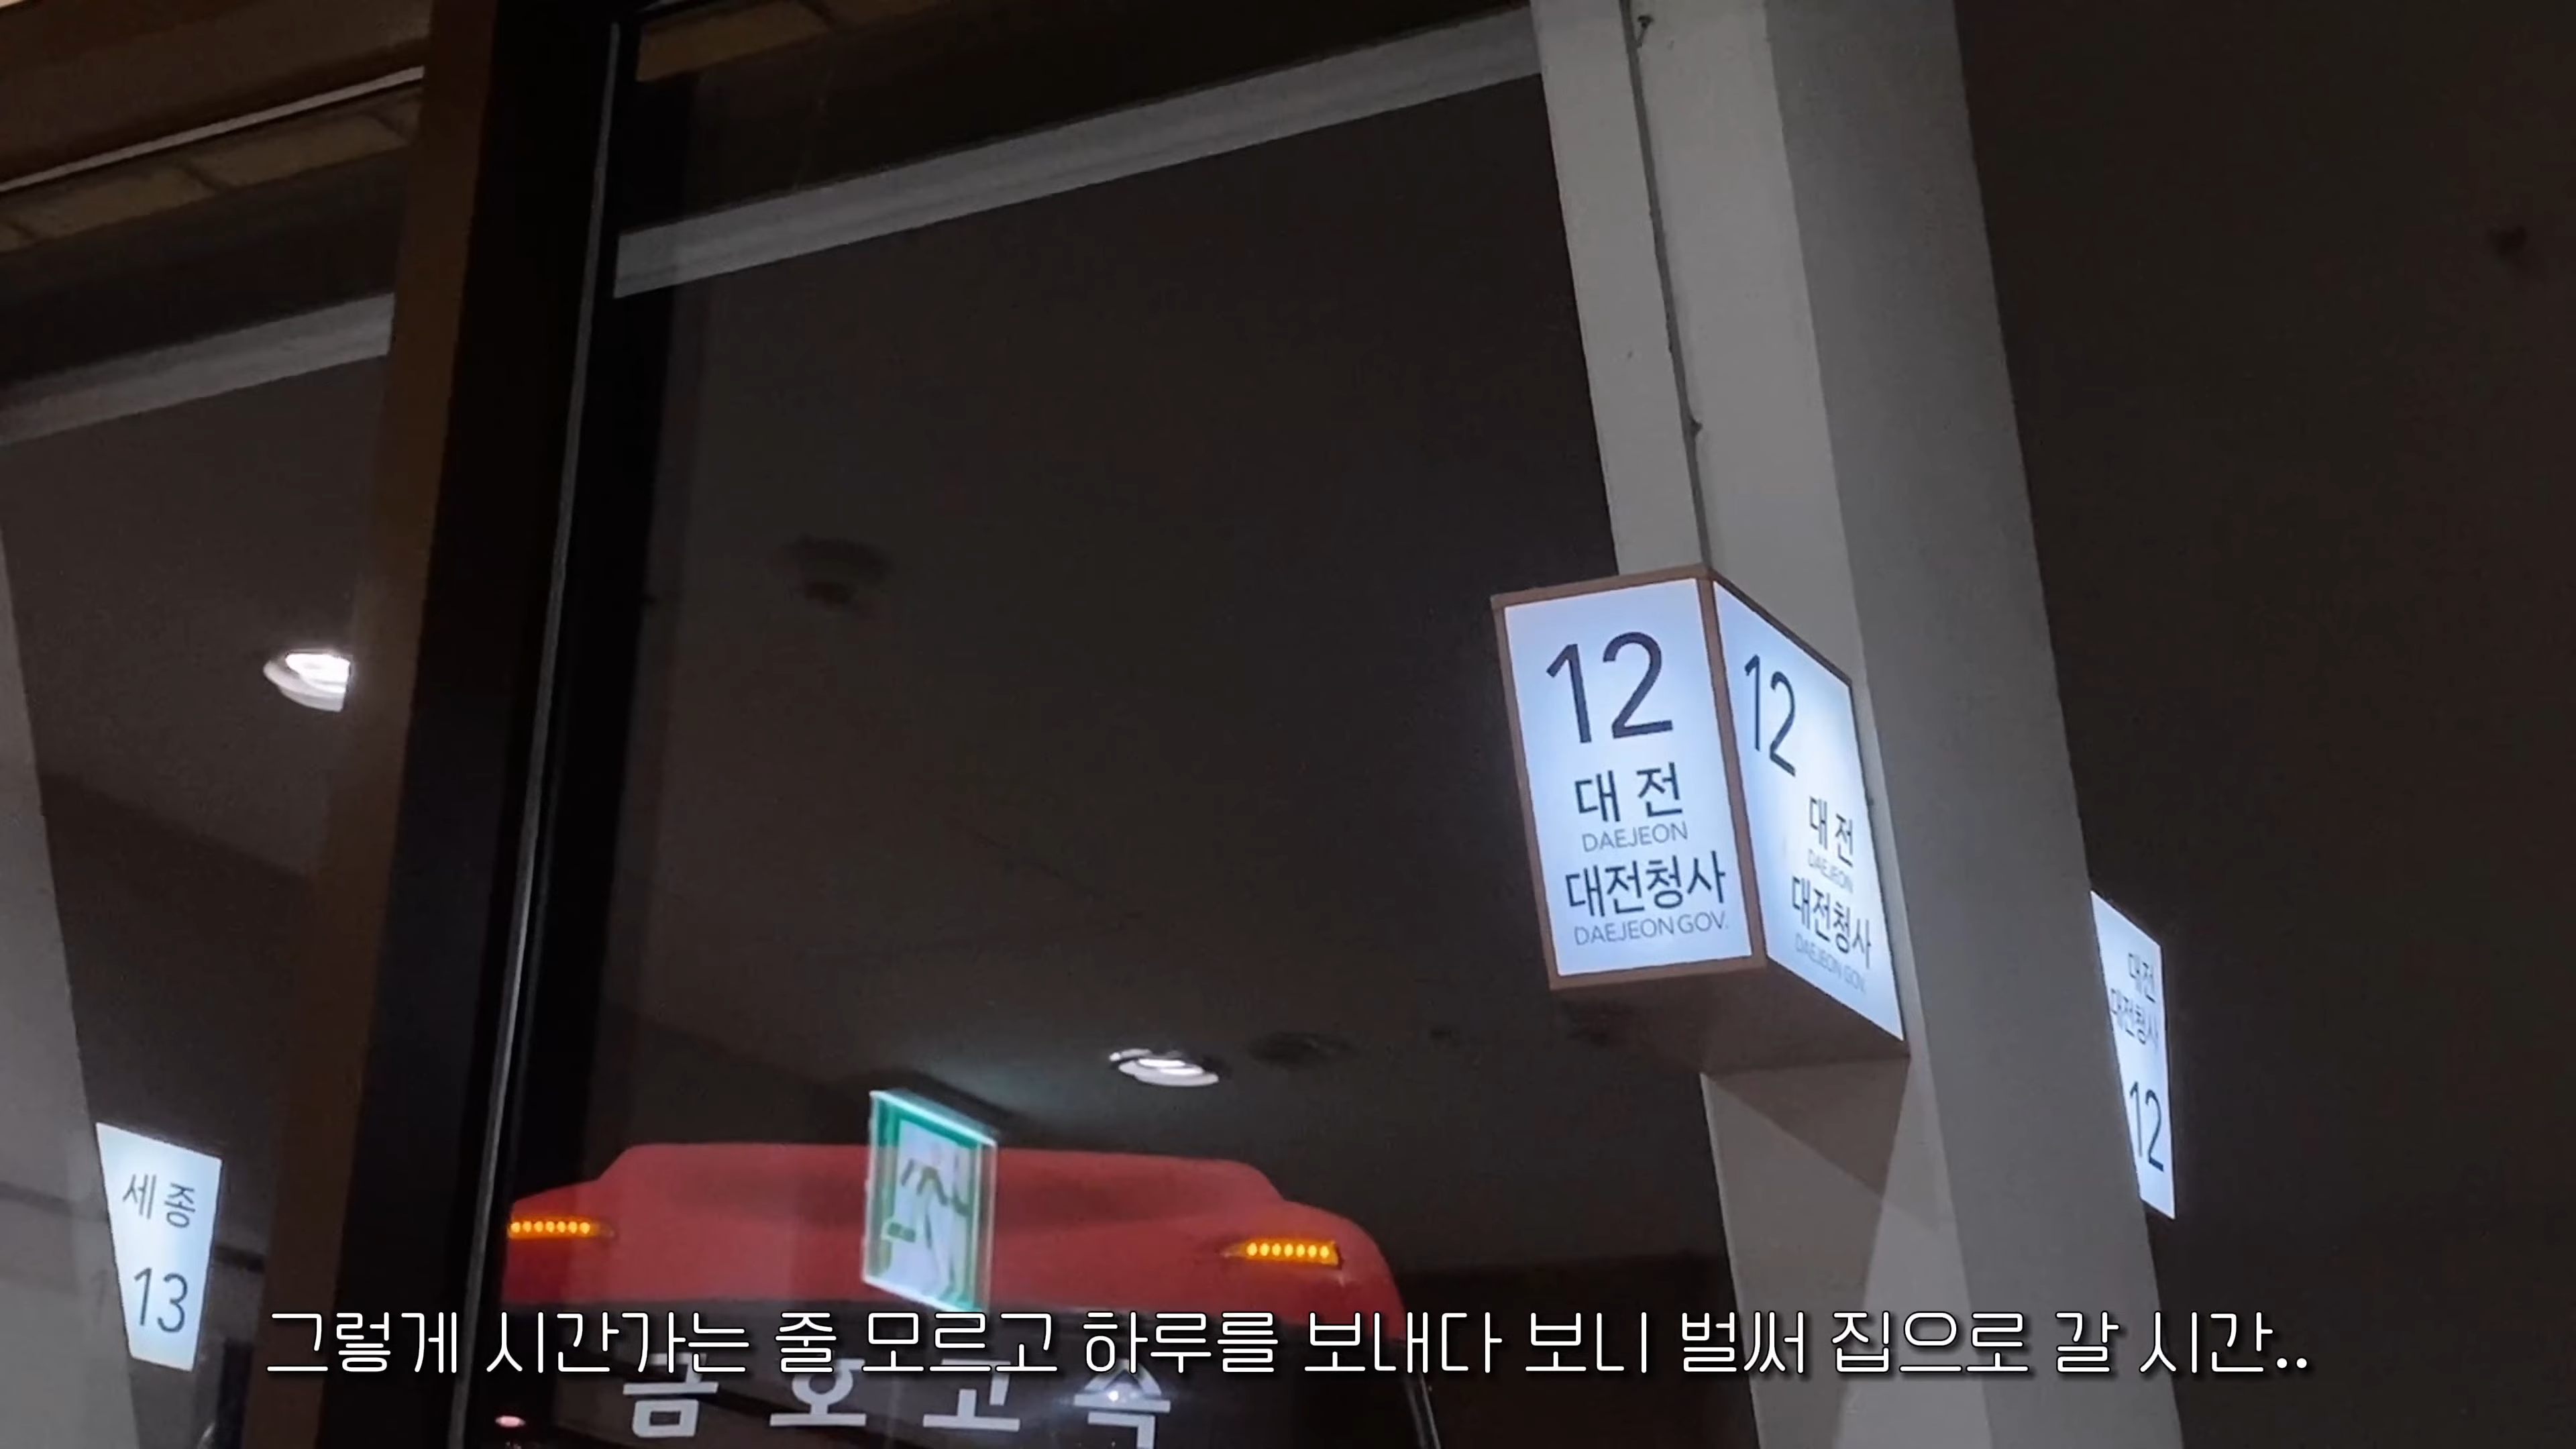 12
대 전
DAEJEON
대전청사
DAEJEON GOV.
12
대 전
DAEJEON
대전청사
DAEJEON GOV.
대전
대전청사
12
세 종
13
그렇게 시간가는 줄 모르고 하루를 보내다 보니 벌써 집으로 갈 시간..
금호고속